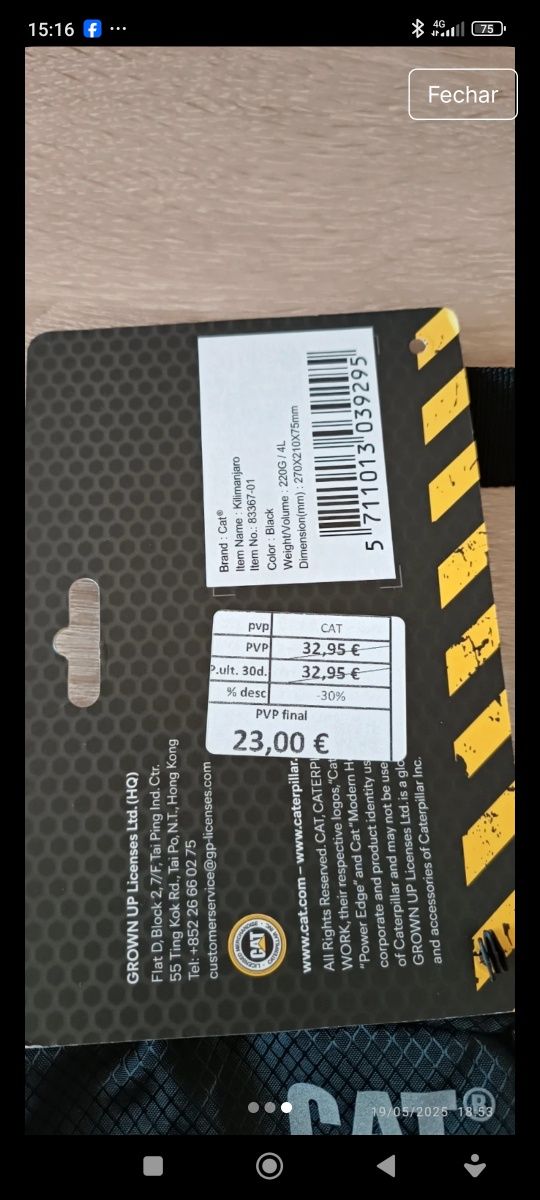 15:16
4G
75
Fechar
Brand : Cat®
Item Name : Kilimanjaro
Item No.: 83367-01
Color : Black
Weight/Volume : 220G / 4L
Dimension(mm) : 270X210X75mm
5 711013 039295
pvp CAT
PVP 32,95 €
P.ult. 30d. 32,95 €
% desc -30%
PVP final
23,00 €
GROWN UP Licenses Ltd.(HQ)
Flat D, Block 2,7/F, Tai Ping Ind. Ctr.
55 Ting Kok Rd., Tai Po, N.T., Hong Kong
Tel: +852 26 66 02 75
customerservice@gp-licenses.com
CAT
www.cat.com – www.caterpillar.
All Rights Reserved. CAT, CATERPI
WORK, their respective logos, "Cat
"Power Edge" and Cat "Modern H
corporate and product identity us
of Caterpillar and may not be use
GROWN UP Licenses Ltd is a glo
and accessories of Caterpillar Inc.
CAT®
19/05/2025 18:53